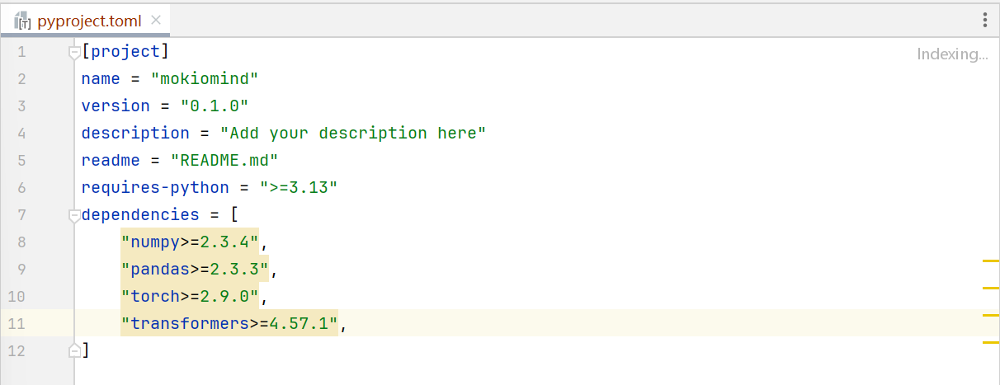 pyproject.toml
Indexing...
1 [project]
2 name = "mokiomind"
3 version = "0.1.0"
4 description = "Add your description here"
5 readme = "README.md"
6 requires-python = ">=3.13"
7 dependencies = [
8     "numpy>=2.3.4",
9     "pandas>=2.3.3",
10     "torch>=2.9.0",
11     "transformers>=4.57.1",
12 ]